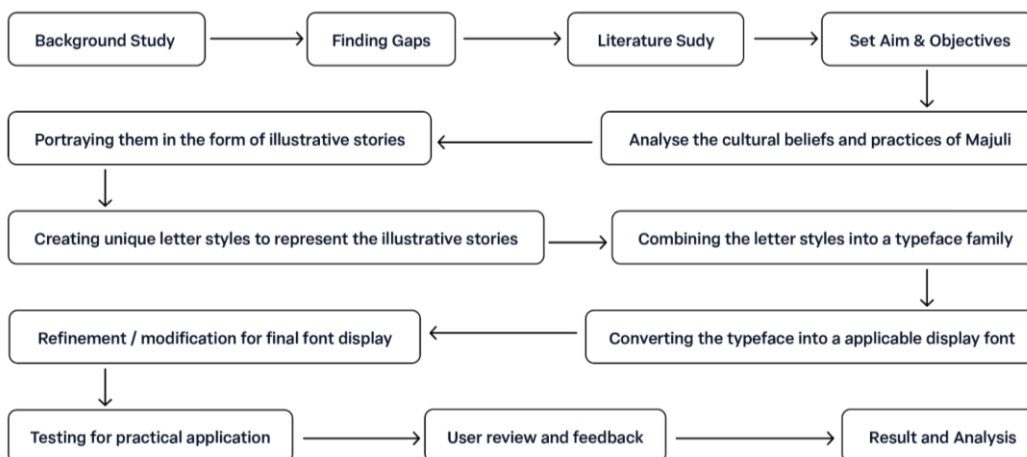 Background Study
Finding Gaps
Literature Sudy
Set Aim & Objectives
Analyse the cultural beliefs and practices of Majuli
Portraying them in the form of illustrative stories
Creating unique letter styles to represent the illustrative stories
Combining the letter styles into a typeface family
Converting the typeface into a applicable display font
Refinement / modification for final font display
Testing for practical application
User review and feedback
Result and Analysis